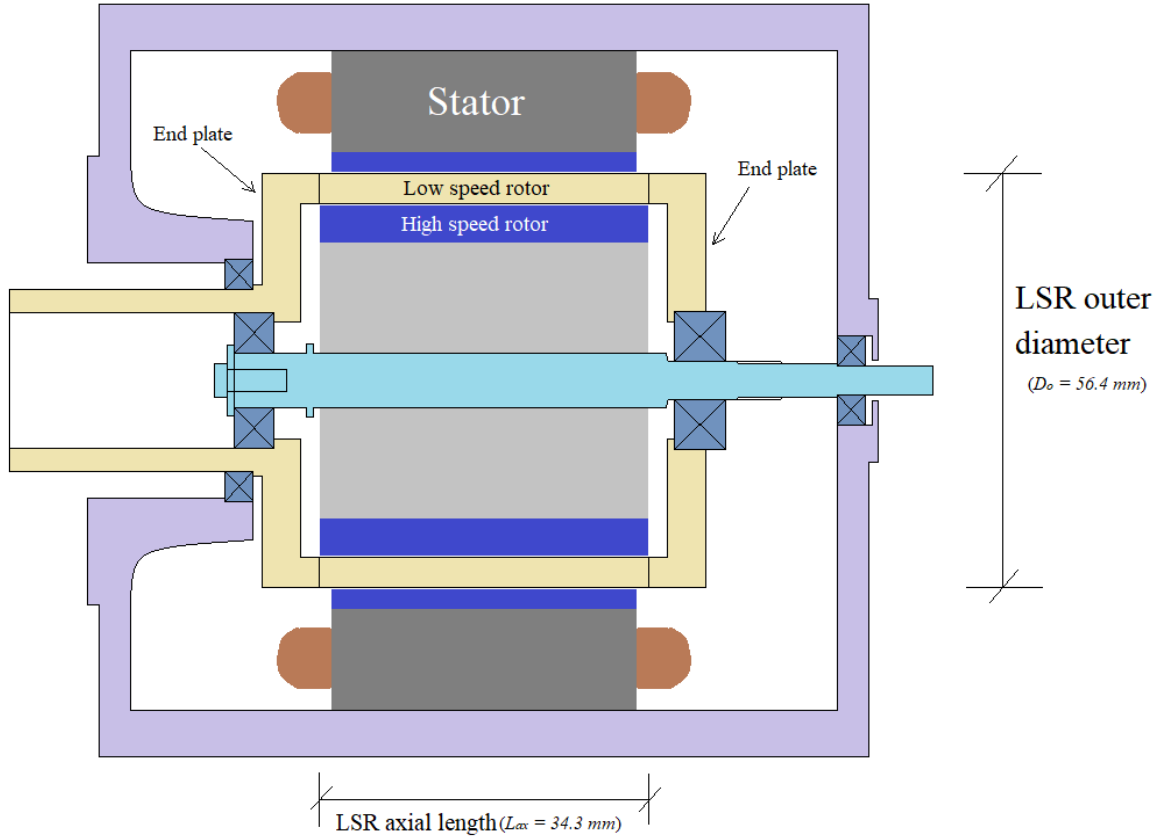 Stator
End plate
End plate
Low speed rotor
High speed rotor
LSR outer
diameter
(Dₒ = 56.4 mm)
LSR axial length (Lax = 34.3 mm)